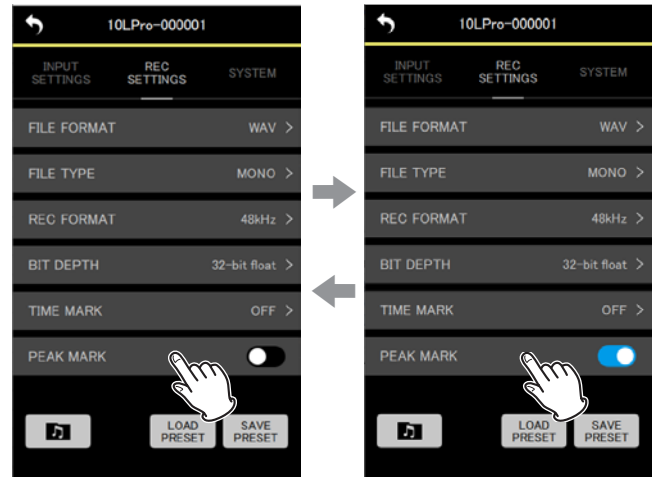 10LPro-000001
INPUT
SETTINGS
REC
SETTINGS
SYSTEM
FILE FORMAT WAV >
FILE TYPE MONO >
REC FORMAT 48kHz >
BIT DEPTH 32-bit float >
TIME MARK OFF >
PEAK MARK
LOAD
PRESET
SAVE
PRESET
10LPro-000001
INPUT
SETTINGS
REC
SETTINGS
SYSTEM
FILE FORMAT WAV >
FILE TYPE MONO >
REC FORMAT 48kHz >
BIT DEPTH 32-bit float >
TIME MARK OFF >
PEAK MARK
LOAD
PRESET
SAVE
PRESET